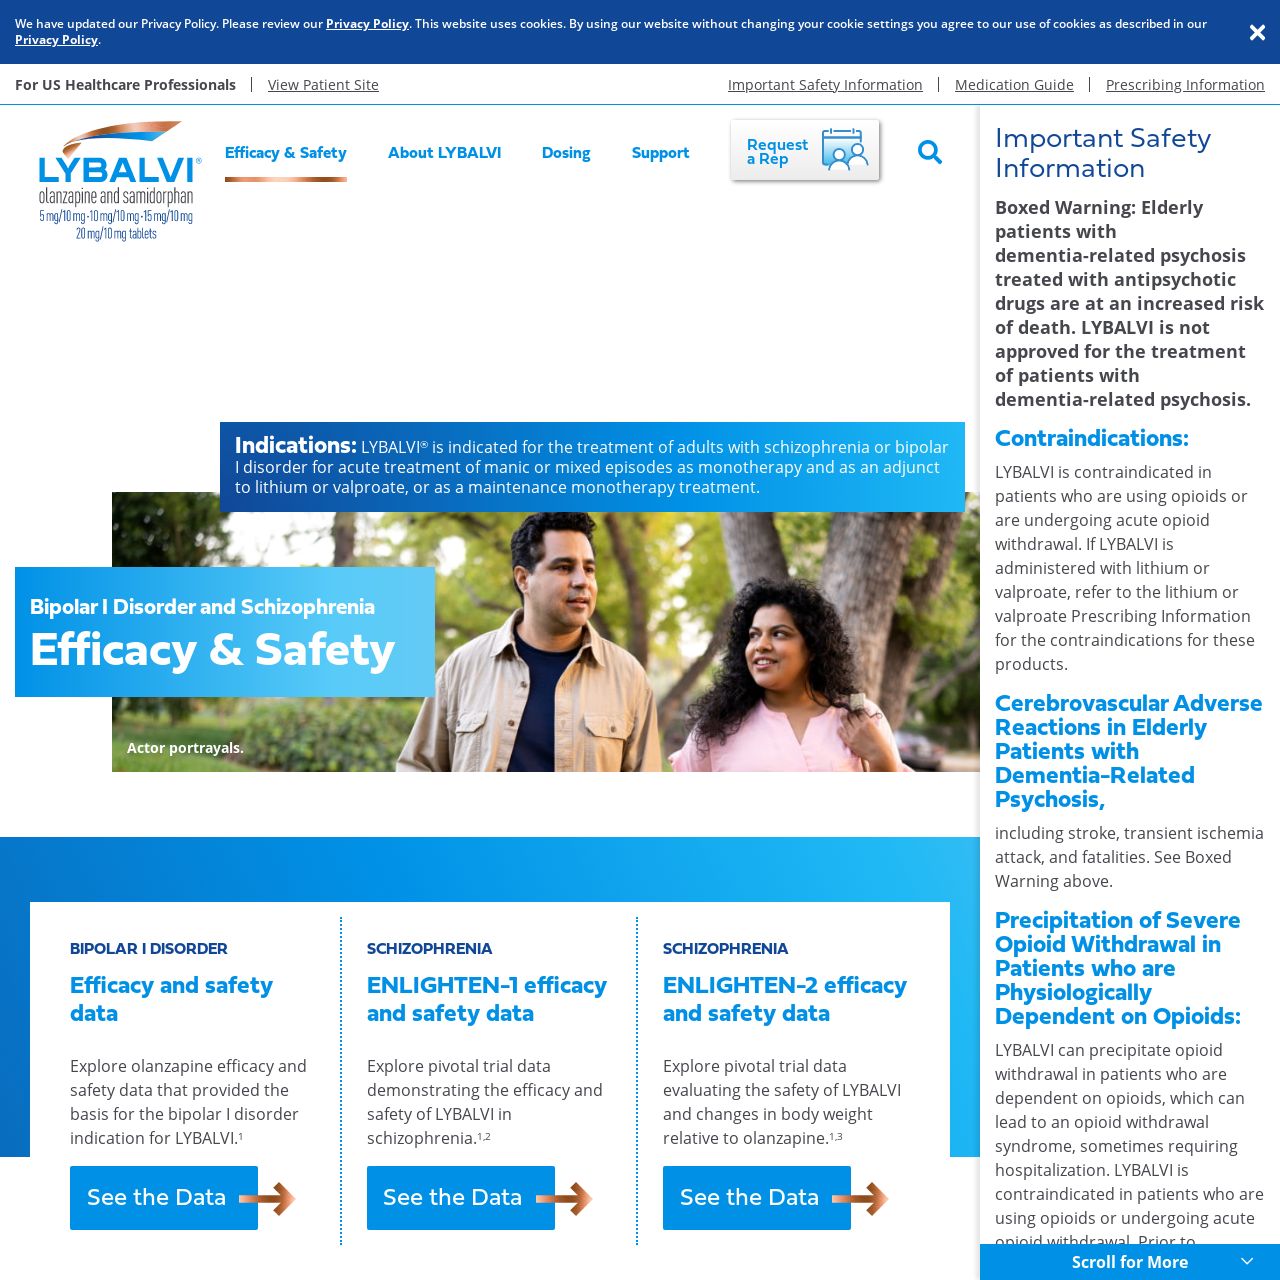 We have updated our Privacy Policy. Please review our Privacy Policy. This website uses cookies. By using our website without changing your cookie settings you agree to our use of cookies as described in our
Privacy Policy.
For US Healthcare Professionals
View Patient Site
Important Safety Information
Medication Guide
Prescribing Information
LYBALVI®
olanzapine and samidorphan
5 mg/10 mg·10 mg/10 mg·15 mg/10 mg
20 mg/10 mg tablets
Efficacy & Safety
About LYBALVI
Dosing
Support
Request
a Rep
Indications: LYBALVI® is indicated for the treatment of adults with schizophrenia or bipolar
I disorder for acute treatment of manic or mixed episodes as monotherapy and as an adjunct
to lithium or valproate, or as a maintenance monotherapy treatment.
Bipolar I Disorder and Schizophrenia
Efficacy & Safety
Actor portrayals.
BIPOLAR I DISORDER
Efficacy and safety
data
Explore olanzapine efficacy and
safety data that provided the
basis for the bipolar I disorder
indication for LYBALVI.1
See the Data
SCHIZOPHRENIA
ENLIGHTEN-1 efficacy
and safety data
Explore pivotal trial data
demonstrating the efficacy and
safety of LYBALVI in
schizophrenia.1,2
See the Data
SCHIZOPHRENIA
ENLIGHTEN-2 efficacy
and safety data
Explore pivotal trial data
evaluating the safety of LYBALVI
and changes in body weight
relative to olanzapine.1,3
See the Data
Important Safety
Information
Boxed Warning: Elderly
patients with
dementia-related psychosis
treated with antipsychotic
drugs are at an increased risk
of death. LYBALVI is not
approved for the treatment
of patients with
dementia-related psychosis.
Contraindications:
LYBALVI is contraindicated in
patients who are using opioids or
are undergoing acute opioid
withdrawal. If LYBALVI is
administered with lithium or
valproate, refer to the lithium or
valproate Prescribing Information
for the contraindications for these
products.
Cerebrovascular Adverse
Reactions in Elderly
Patients with
Dementia-Related
Psychosis,
including stroke, transient ischemia
attack, and fatalities. See Boxed
Warning above.
Precipitation of Severe
Opioid Withdrawal in
Patients who are
Physiologically
Dependent on Opioids:
LYBALVI can precipitate opioid
withdrawal in patients who are
dependent on opioids, which can
lead to an opioid withdrawal
syndrome, sometimes requiring
hospitalization. LYBALVI is
contraindicated in patients who are
using opioids or undergoing acute
opioid withdrawal. Prior to
Scroll for More